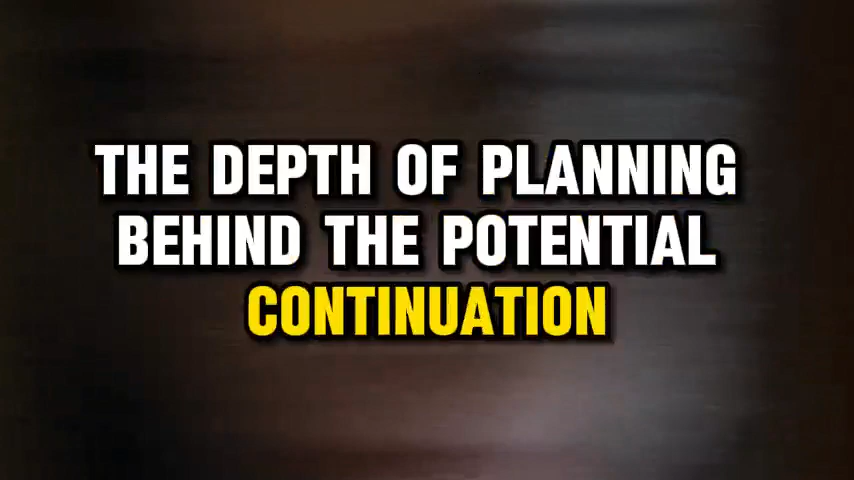 THE DEPTH OF PLANNING
BEHIND THE POTENTIAL
CONTINUATION